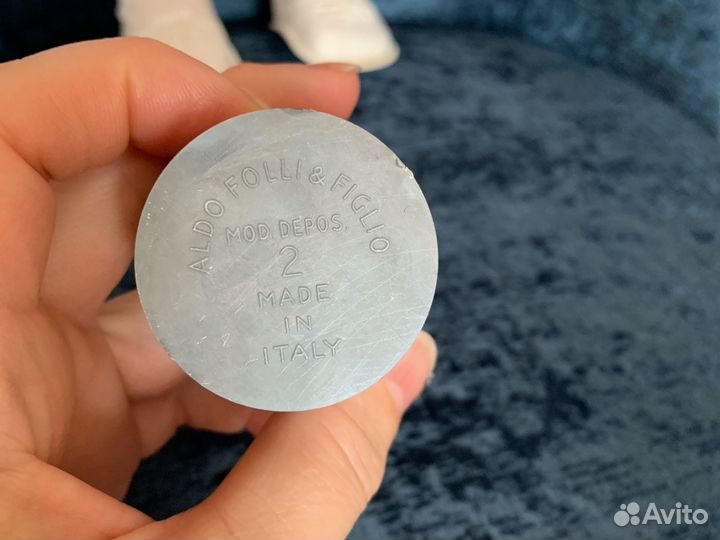 ALDO FOLLI & FIGLIO
MOD. DEPOS.
2
MADE
IN
ITALY
Avito